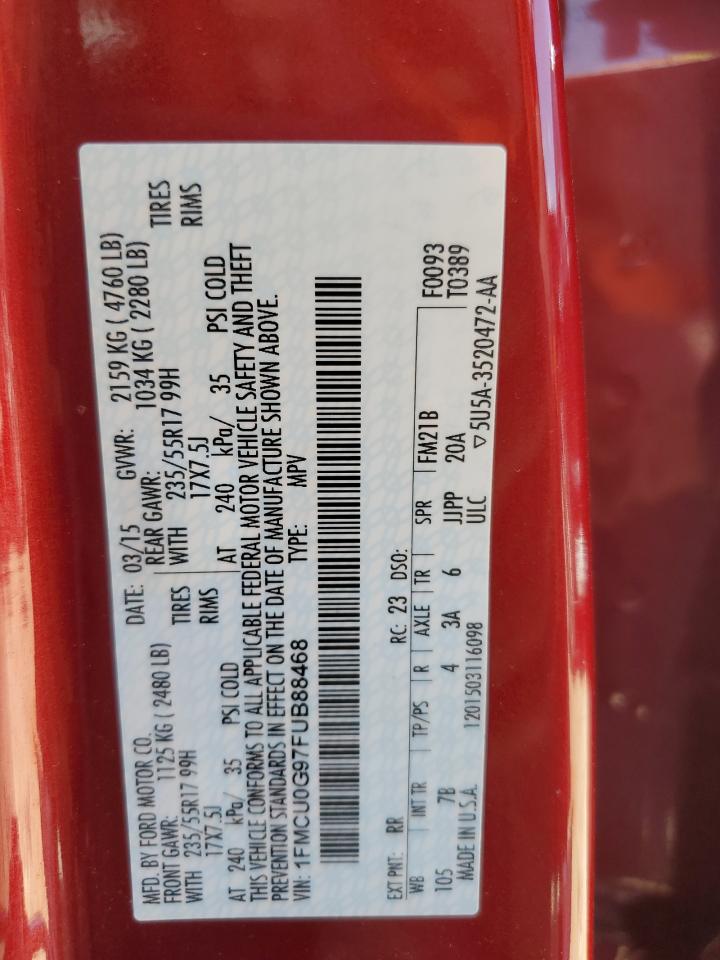 MFD. BY FORD MOTOR CO.
DATE: 03/15 GVWR: 2159 KG ( 4760 LB)
FRONT GAWR: 1125 KG ( 2480 LB) REAR GAWR: 1034 KG ( 2280 LB)
WITH 235/55R17 99H TIRES WITH 235/55R17 99H TIRES
17X7.5J RIMS 17X7.5J RIMS
AT 240 kPa/ 35 PSI COLD AT 240 kPa/ 35 PSI COLD
THIS VEHICLE CONFORMS TO ALL APPLICABLE FEDERAL MOTOR VEHICLE SAFETY AND THEFT
PREVENTION STANDARDS IN EFFECT ON THE DATE OF MANUFACTURE SHOWN ABOVE.
VIN: 1FMCU0G97FUB88468 TYPE: MPV
F0093
EXT PNT: RR RC: 23 DSO: T0389
WB INT TR TP/PS R AXLE TR SPR FM21B
105 7B 4 3A 6 JJPP 20A
MADE IN U.S.A. 1201503116098 ULC ▽5U5A-3520472-AA